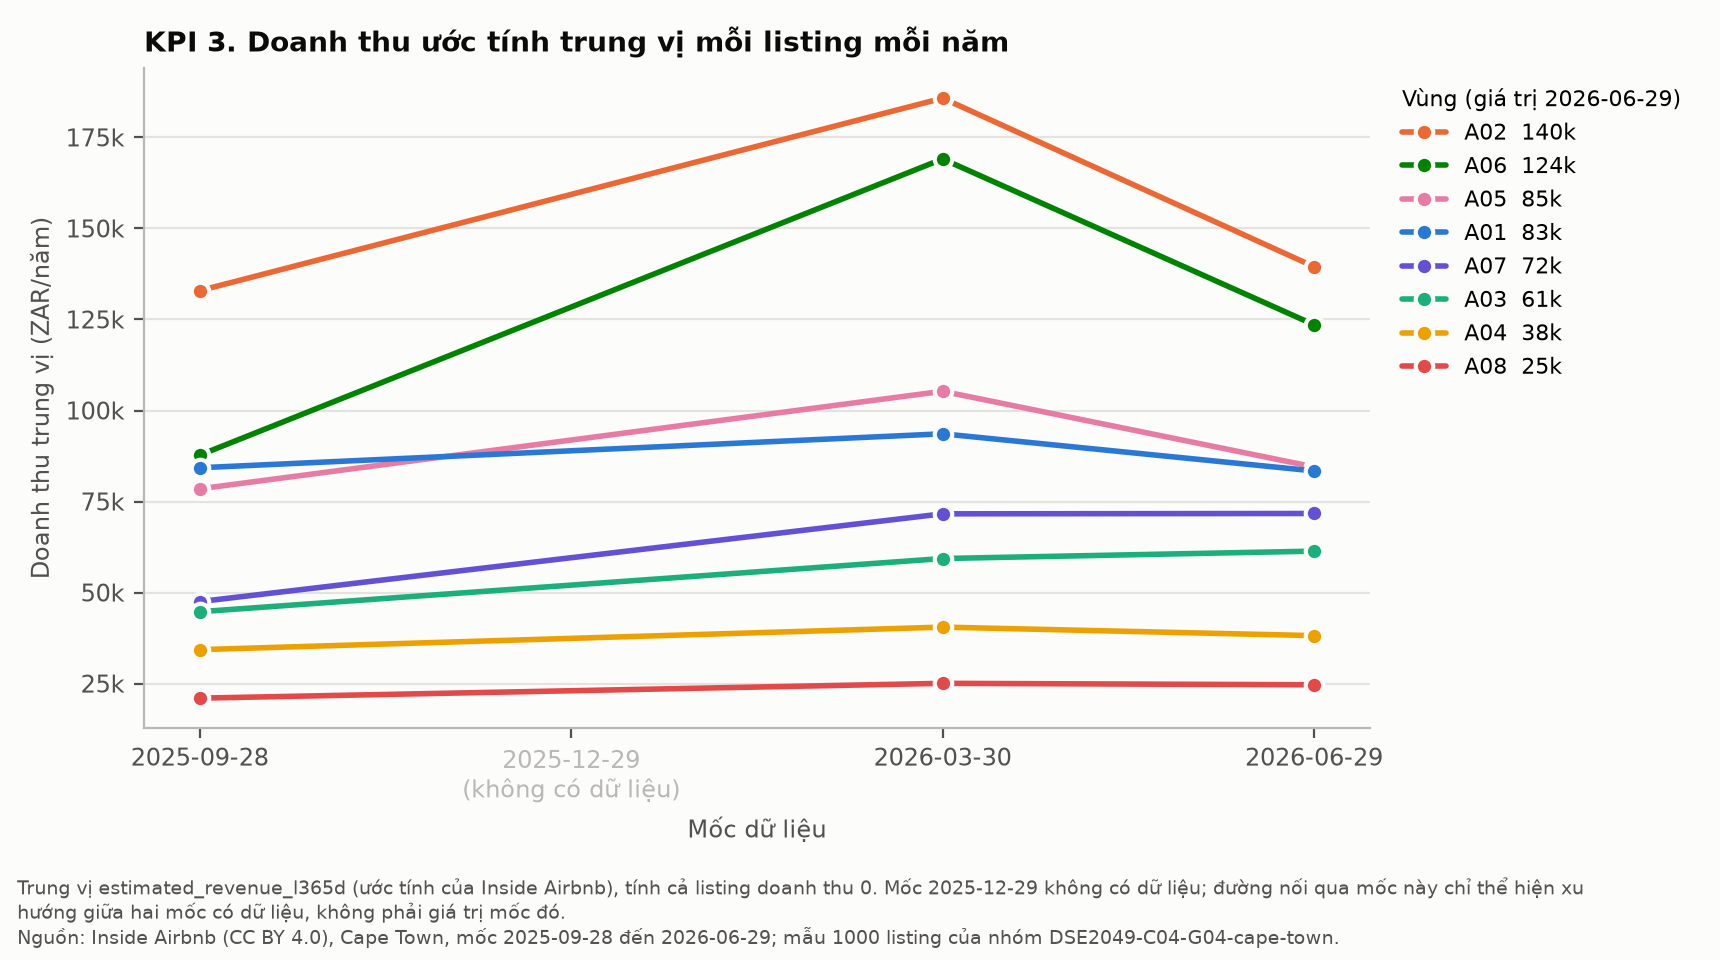 KPI 3. Doanh thu ước tính trung vị mỗi listing mỗi năm
Doanh thu trung vị (ZAR/năm)
175k
150k
125k
100k
75k
50k
25k
2025-09-28
2025-12-29
(không có dữ liệu)
2026-03-30
2026-06-29
Mốc dữ liệu
Vùng (giá trị 2026-06-29)
A02 140k
A06 124k
A05 85k
A01 83k
A07 72k
A03 61k
A04 38k
A08 25k
Trung vị estimated_revenue_l365d (ước tính của Inside Airbnb), tính cả listing doanh thu 0. Mốc 2025-12-29 không có dữ liệu; đường nối qua mốc này chỉ thể hiện xu
hướng giữa hai mốc có dữ liệu, không phải giá trị mốc đó.
Nguồn: Inside Airbnb (CC BY 4.0), Cape Town, mốc 2025-09-28 đến 2026-06-29; mẫu 1000 listing của nhóm DSE2049-C04-G04-cape-town.